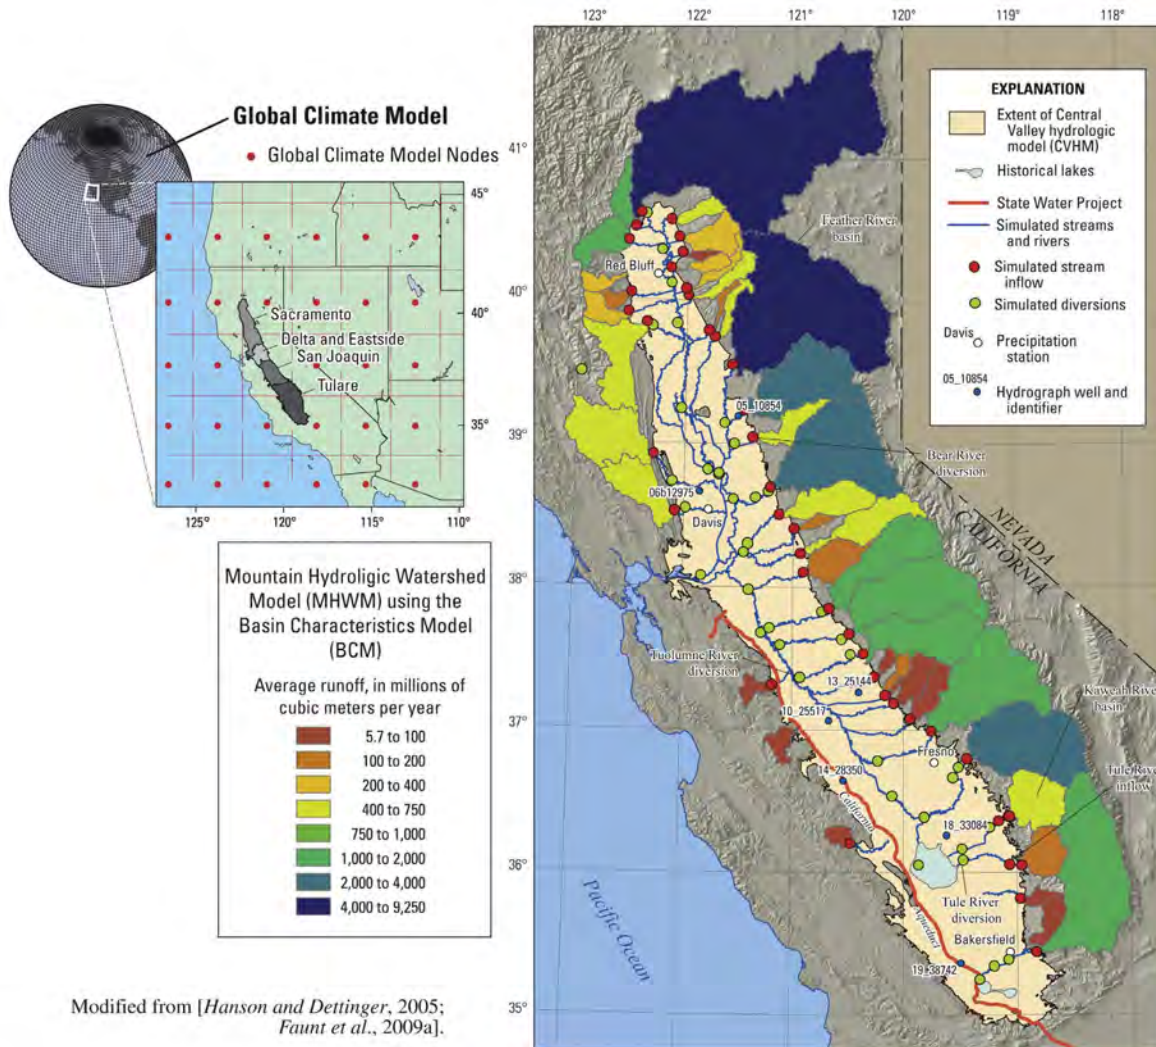 123°
122°
121°
120°
119°
118°
41°
40°
39°
38°
37°
36°
35°
Global Climate Model
Global Climate Model Nodes
45°
40°
35°
125°
120°
115°
110°
Sacramento
Delta and Eastside
San Joaquin
Tulare
Mountain Hydroligic Watershed
Model (MHWM) using the
Basin Characteristics Model
(BCM)
Average runoff, in millions of
cubic meters per year
5.7 to 100
100 to 200
200 to 400
400 to 750
750 to 1,000
1,000 to 2,000
2,000 to 4,000
4,000 to 9,250
Modified from [Hanson and Dettinger, 2005;
Faunt et al., 2009a].
EXPLANATION
Extent of Central
Valley hydrologic
model (CVHM)
Historical lakes
State Water Project
Simulated streams
and rivers
Simulated stream
inflow
Simulated diversions
Davis
Precipitation
station
05_10854
Hydrograph well and
identifier
Feather River
basin
Red Bluff
05_10854
Bear River
diversion
06b12975
Davis
NEVADA
CALIFORNIA
Tuolumne River
diversion
13_25144
10_25517
Kaweah River
basin
Fresno
Tule River
inflow
14_28350
California
18_33084
Tule River
diversion
Aqueduct
Bakersfield
19_38742
Pacific Ocean